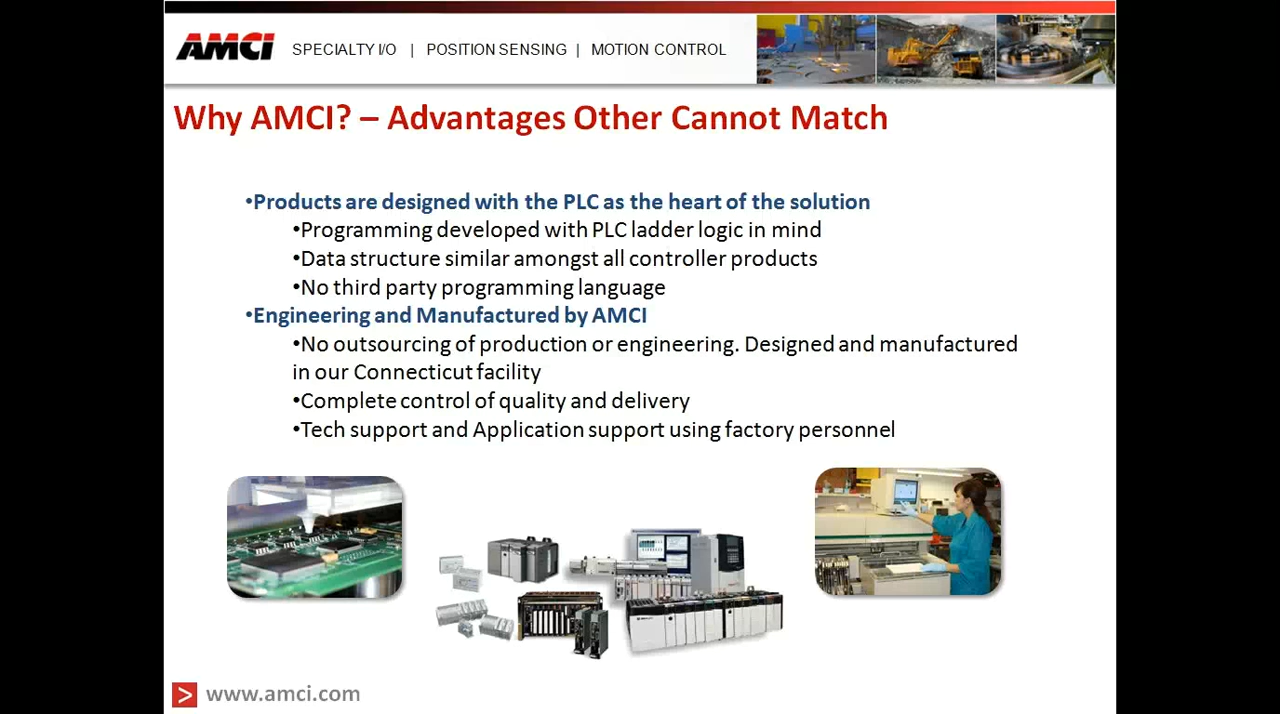 AMCI SPECIALTY I/O | POSITION SENSING | MOTION CONTROL
Why AMCI? – Advantages Other Cannot Match
•Products are designed with the PLC as the heart of the solution
•Programming developed with PLC ladder logic in mind
•Data structure similar amongst all controller products
•No third party programming language
•Engineering and Manufactured by AMCI
•No outsourcing of production or engineering. Designed and manufactured
in our Connecticut facility
•Complete control of quality and delivery
•Tech support and Application support using factory personnel
> www.amci.com